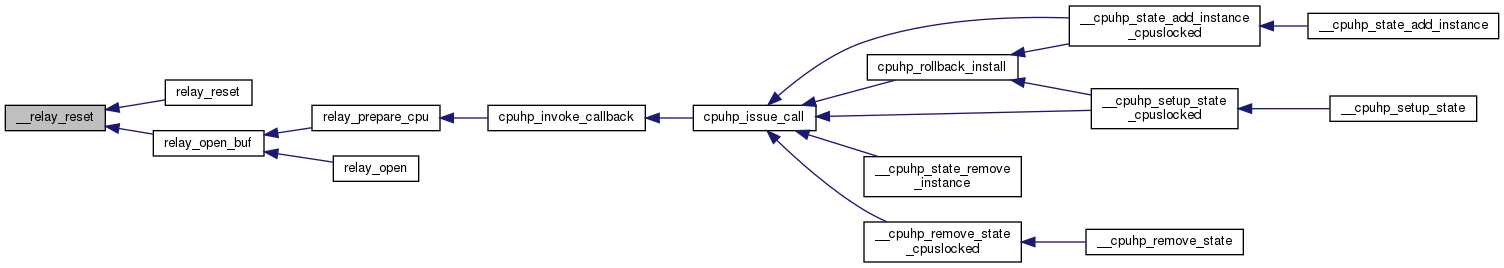 __relay_reset
relay_reset
relay_open_buf
relay_prepare_cpu
relay_open
cpuhp_invoke_callback
cpuhp_issue_call
__cpuhp_state_add_instance
_cpuslocked
__cpuhp_state_add_instance
cpuhp_rollback_install
__cpuhp_setup_state
_cpuslocked
__cpuhp_setup_state
__cpuhp_state_remove
_instance
__cpuhp_remove_state
_cpuslocked
__cpuhp_remove_state